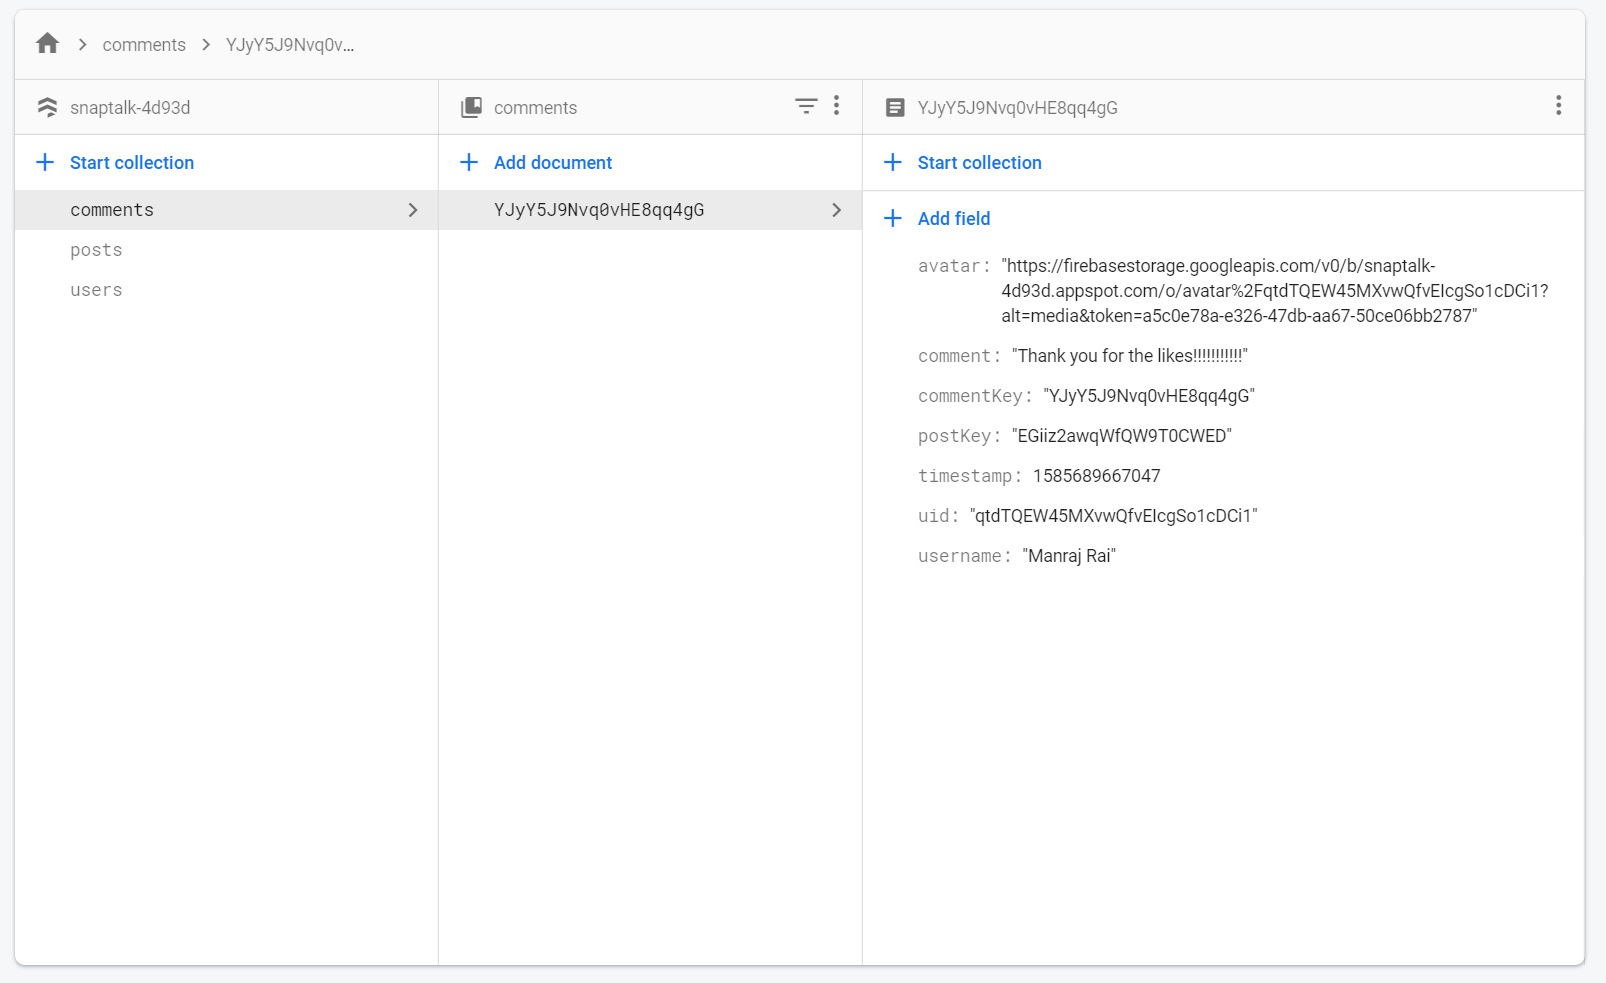 comments
YJyY5J9Nvq0v...
snaptalk-4d93d
comments
YJyY5J9Nvq0vHE8qq4gG
Start collection
Add document
Start collection
comments
YJyY5J9Nvq0vHE8qq4gG
posts
users
Add field
avatar: "https://firebasestorage.googleapis.com/v0/b/snaptalk-
4d93d.appspot.com/o/avatar%2FqtdTQEW45MXvwQfvEIcgSo1cDCi1?
alt=media&token=a5c0e78a-e326-47db-aa67-50ce06bb2787"
comment: "Thank you for the likes!!!!!!!!!!!"
commentKey: "YJyY5J9Nvq0vHE8qq4gG"
postKey: "EGiiz2awqWfQW9T0CWED"
timestamp: 1585689667047
uid: "qtdTQEW45MXvwQfvEIcgSo1cDCi1"
username: "Manraj Rai"